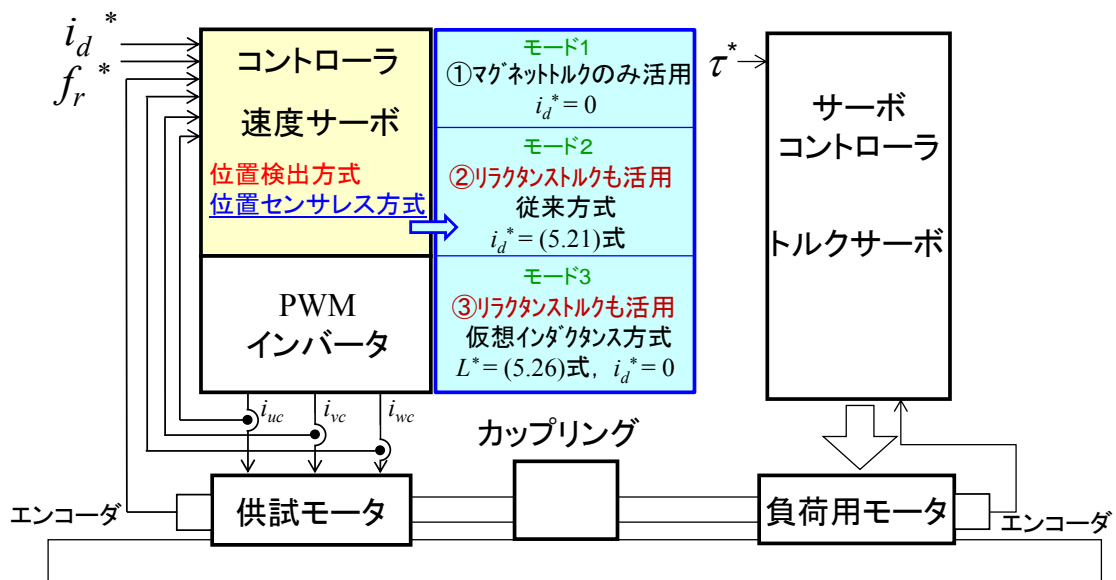 i_d^*
f_r^*
コントローラ
速度サーボ
位置検出方式
位置センサレス方式
PWM
インバータ
モード1
①マグネットトルクのみ活用
i_d^* = 0
モード2
②リラクタンストルクも活用
従来方式
i_d^* = (5.21)式
モード3
③リラクタンストルクも活用
仮想インダクタンス方式
L^* = (5.26)式, i_d^* = 0
τ^*
サーボ
コントローラ
トルクサーボ
i_{uc}
i_{vc}
i_{wc}
カップリング
エンコーダ
供試モータ
負荷用モータ
エンコーダ